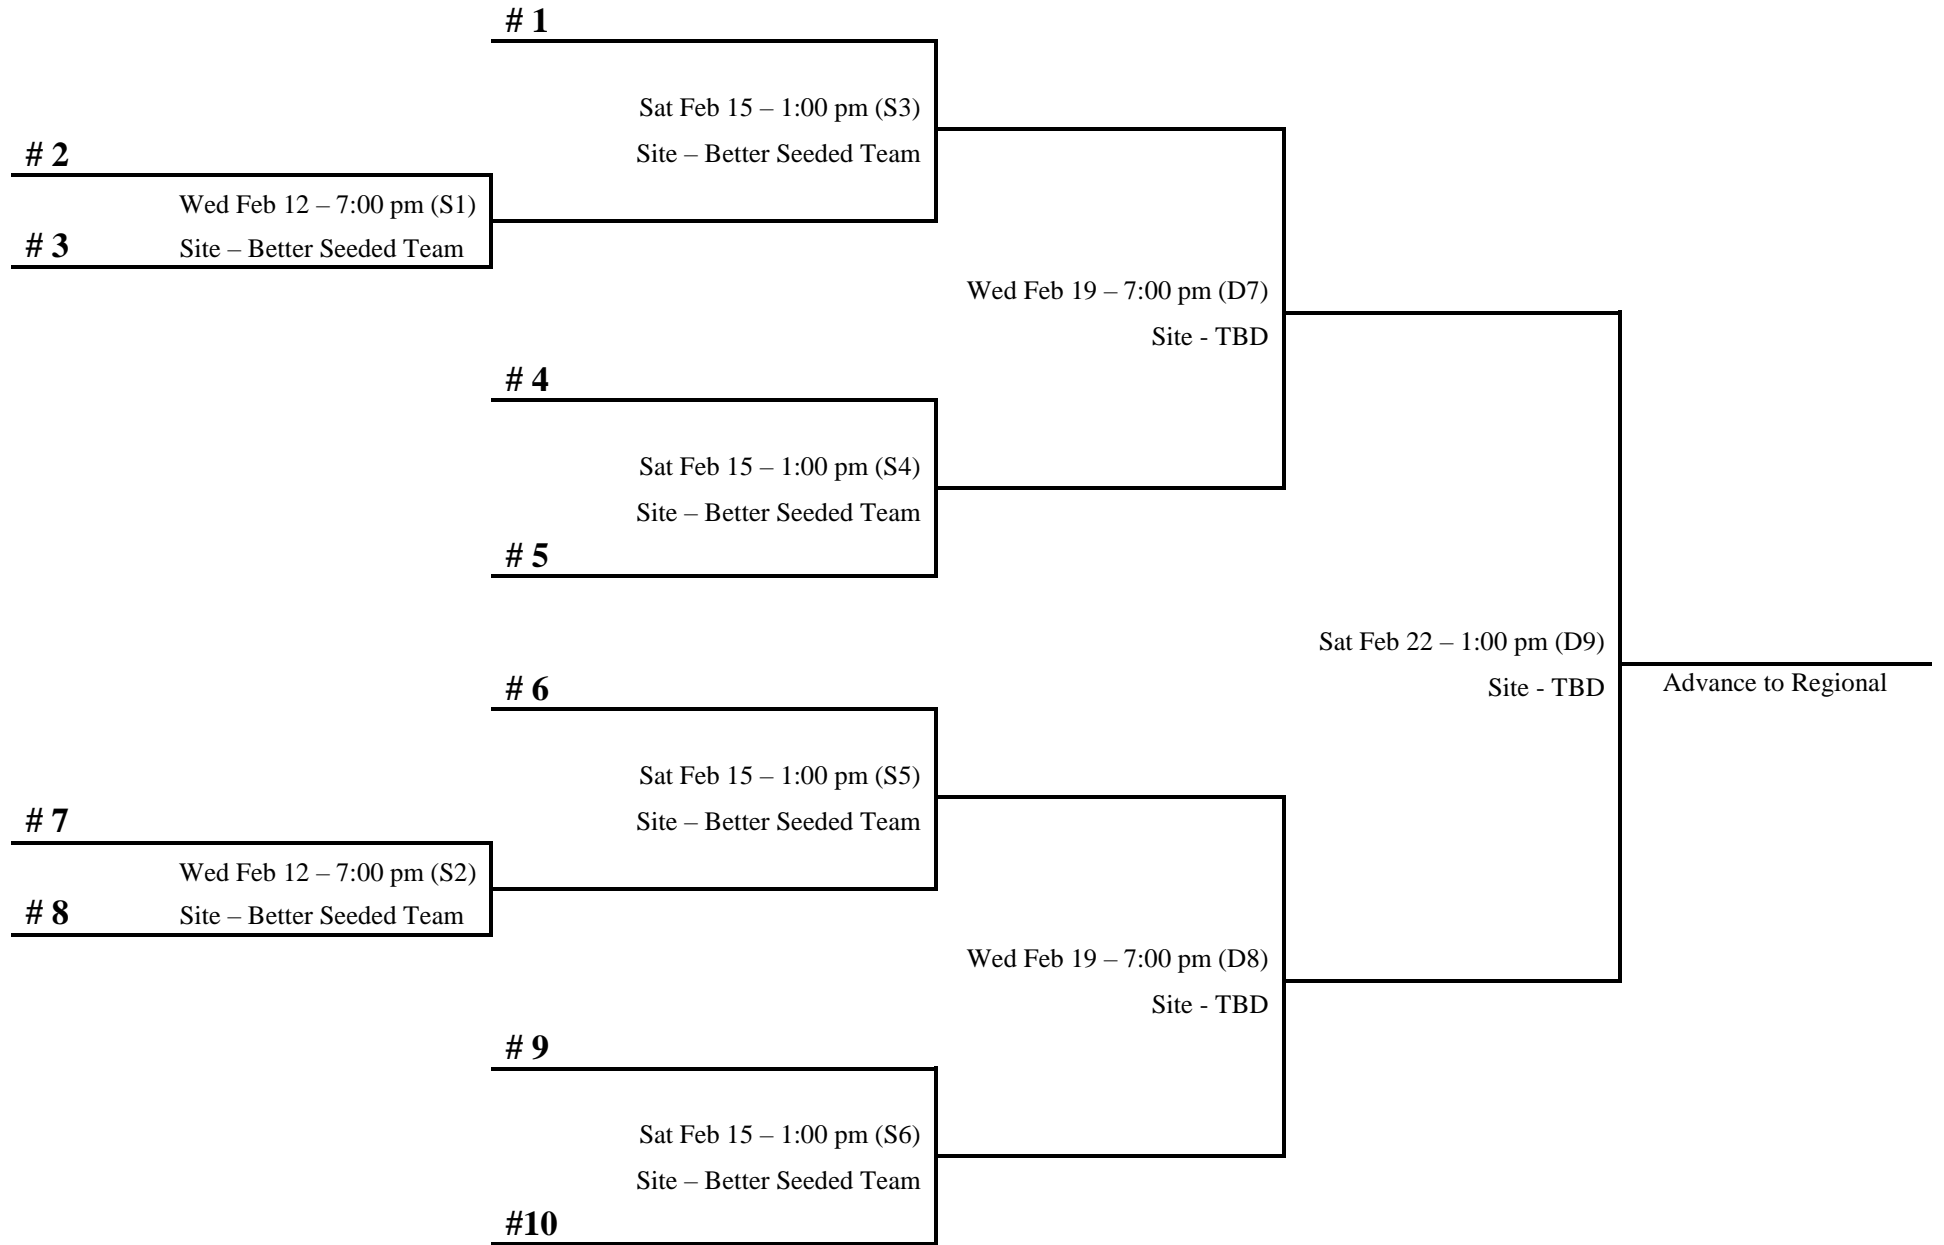 # 1
Sat Feb 15 – 1:00 pm (S3)
Site – Better Seeded Team
# 2
Wed Feb 12 – 7:00 pm (S1)
# 3
Site – Better Seeded Team
Wed Feb 19 – 7:00 pm (D7)
Site - TBD
# 4
Sat Feb 15 – 1:00 pm (S4)
Site – Better Seeded Team
# 5
Sat Feb 22 – 1:00 pm (D9)
Site - TBD
Advance to Regional
# 6
Sat Feb 15 – 1:00 pm (S5)
Site – Better Seeded Team
# 7
Wed Feb 12 – 7:00 pm (S2)
# 8
Site – Better Seeded Team
Wed Feb 19 – 7:00 pm (D8)
Site - TBD
# 9
Sat Feb 15 – 1:00 pm (S6)
Site – Better Seeded Team
#10